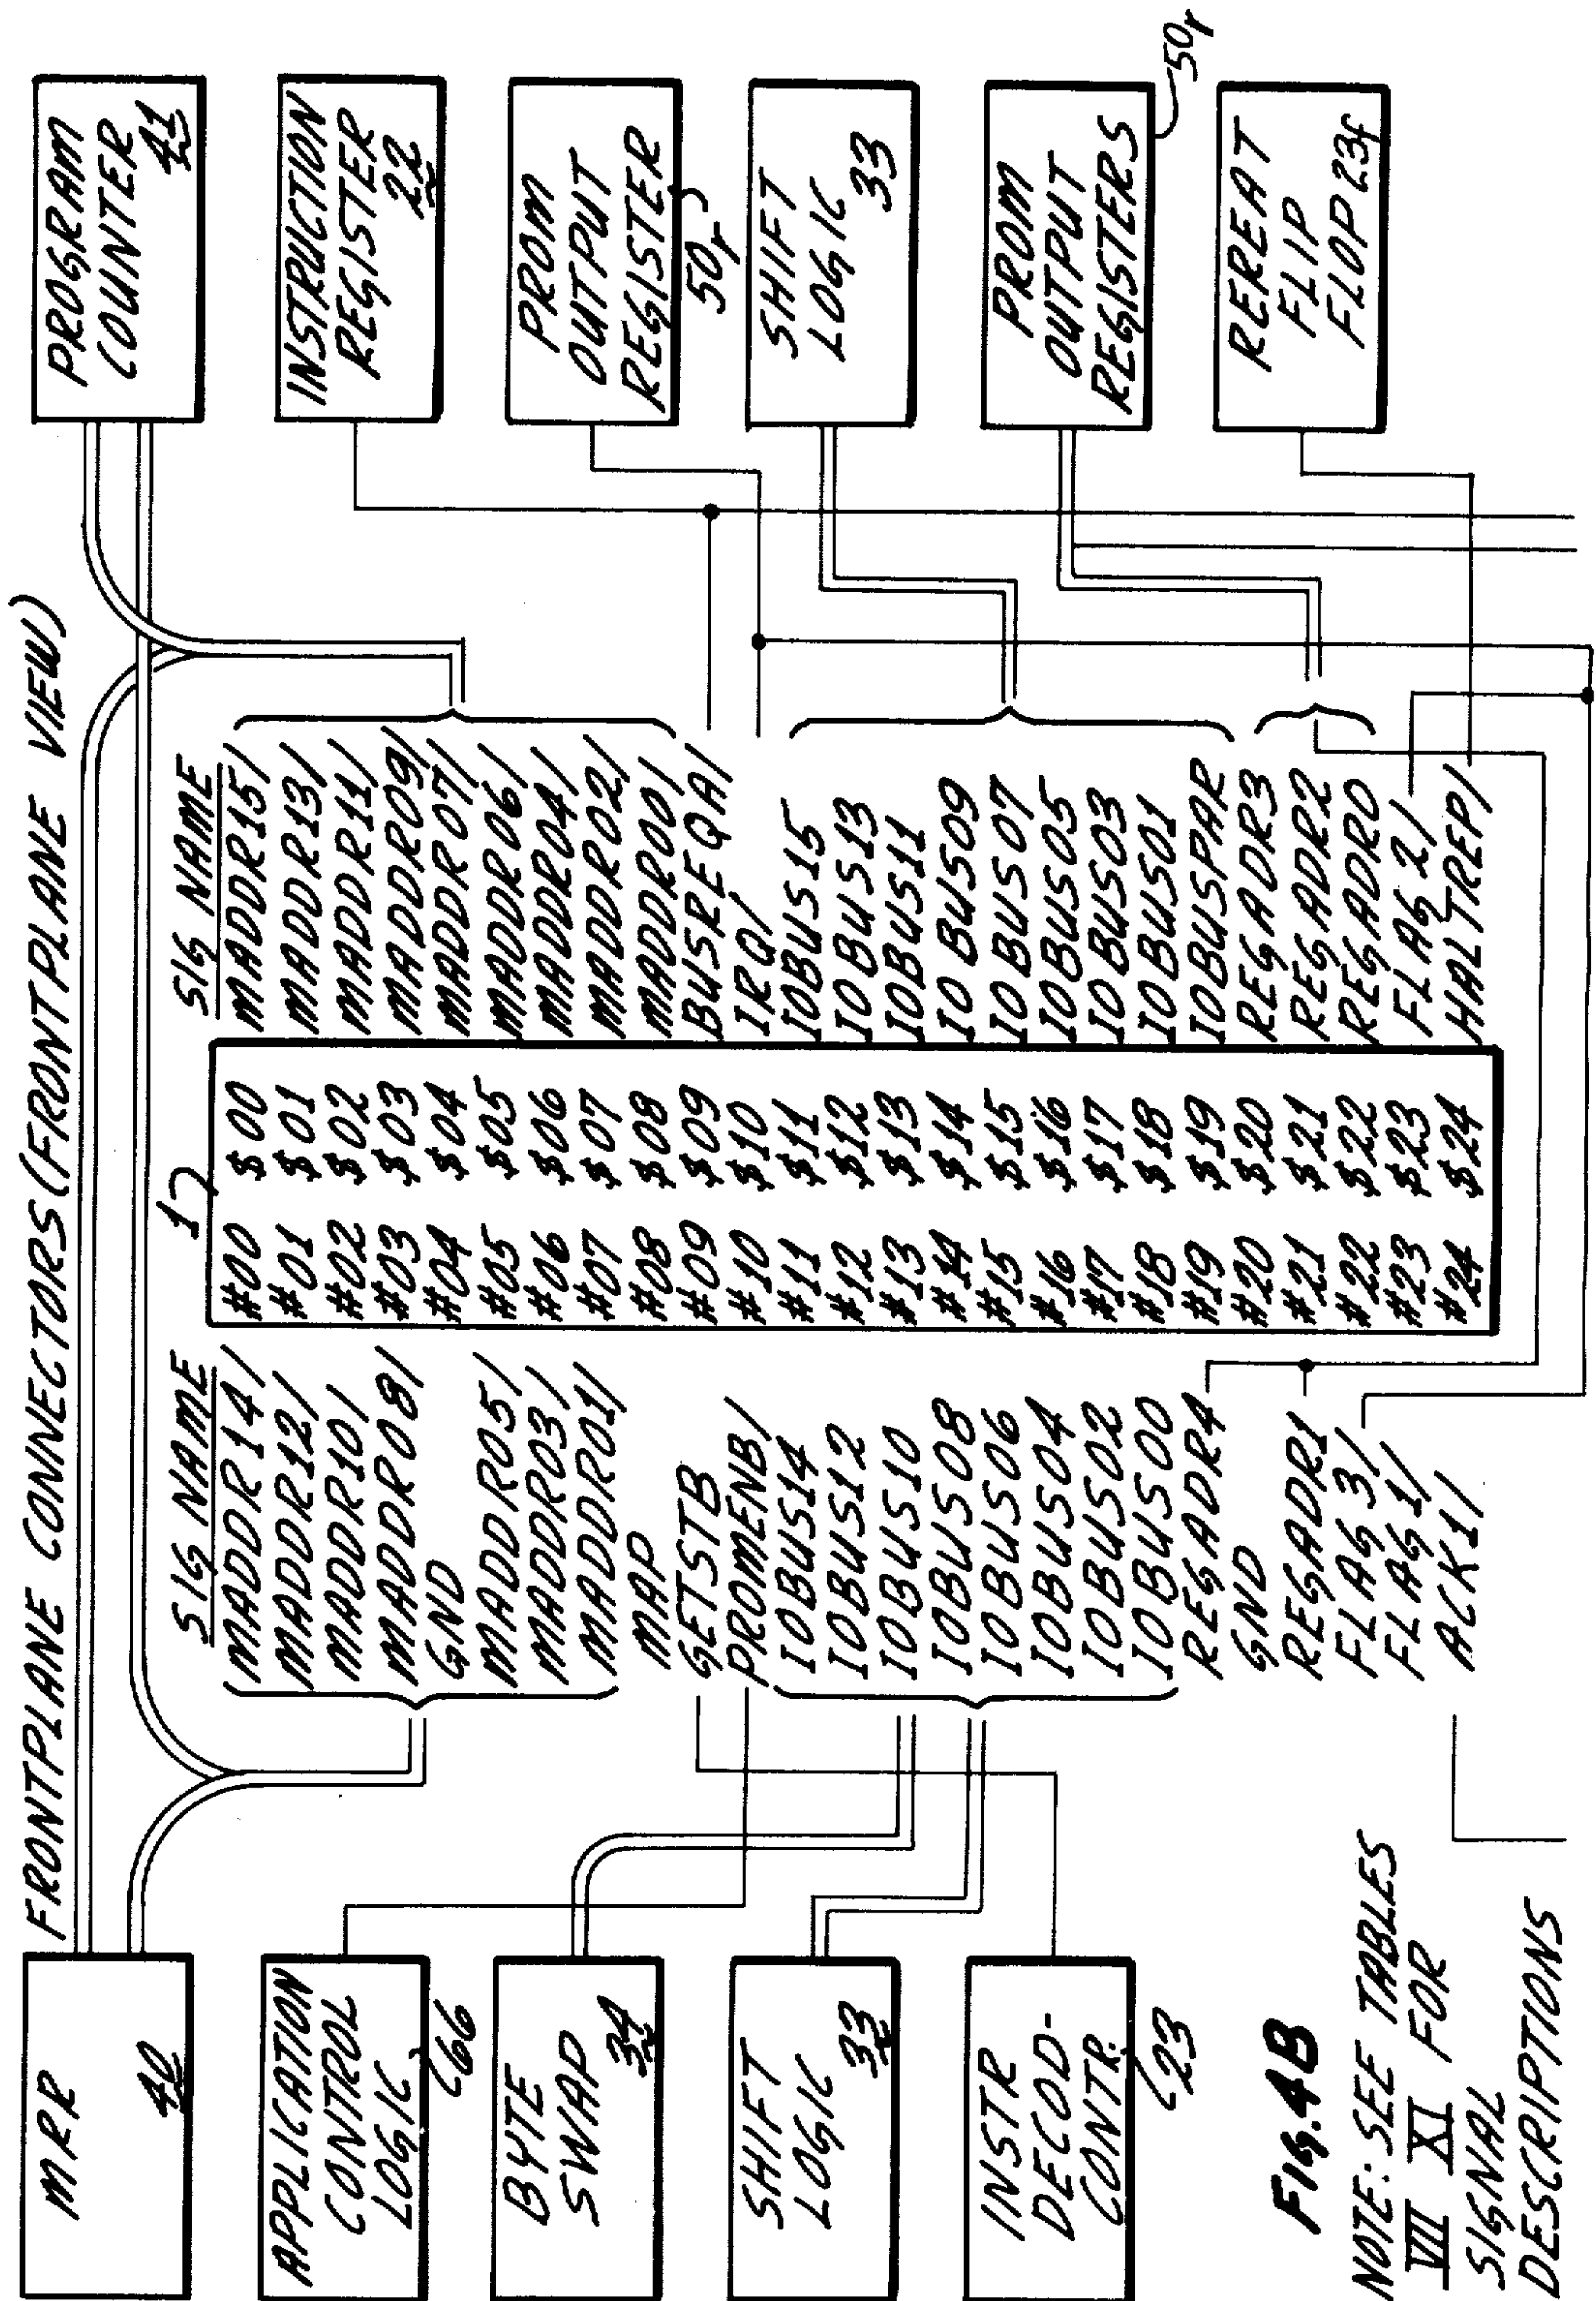 FRONTPLANE CONNECTORS (FRONTPLANE VIEW)
MRR
40
APPLICATION
CONTROL
LOGIC
66
BYTE
SWAP
34
SHIFT
LOGIC
33
INSTR
DECOD-
CONTR.
23
SIG NAME
MADDR14/
MADDR12/
MADDR10/
MADDR08/
GND
MADDR05/
MADDR03/
MADDR01/
MAP
GETSTB
PROMENB/
IOBUS14
IOBUS12
IOBUS10
IOBUS08
IOBUS06
IOBUS04
IOBUS02
IOBUS00
REGADR4
GND
REGADR1
FLAG3/
FLAG1/
ACK1/
1
#00 $00
#01 $01
#02 $02
#03 $03
#04 $04
#05 $05
#06 $06
#07 $07
#08 $08
#09 $09
#10 $10
#11 $11
#12 $12
#13 $13
#14 $14
#15 $15
#16 $16
#17 $17
#18 $18
#19 $19
#20 $20
#21 $21
#22 $22
#23 $23
#24 $24
SIG NAME
MADDR15/
MADDR13/
MADDR11/
MADDR09/
MADDR07/
MADDR06/
MADDR04/
MADDR02/
MADDR00/
BUSREQA/
IRQ/
IOBUS15
IOBUS13
IOBUS11
IOBUS09
IOBUS07
IOBUS05
IOBUS03
IOBUS01
IOBUSPAR
REGADR3
REGADR2
REGADR0
FLAG2/
HALTREP/
PROGRAM
COUNTER
41
INSTRUCTION
REGISTER
22
PROM
OUTPUT
REGISTER
50r
SHIFT
LOGIC
33
PROM
OUTPUT
REGISTERS
50r
REREAT
FLIP
FLOP 23f
FIG.4B
NOTE: SEE TABLES
VII XI FOR
SIGNAL
DESCRIPTIONS